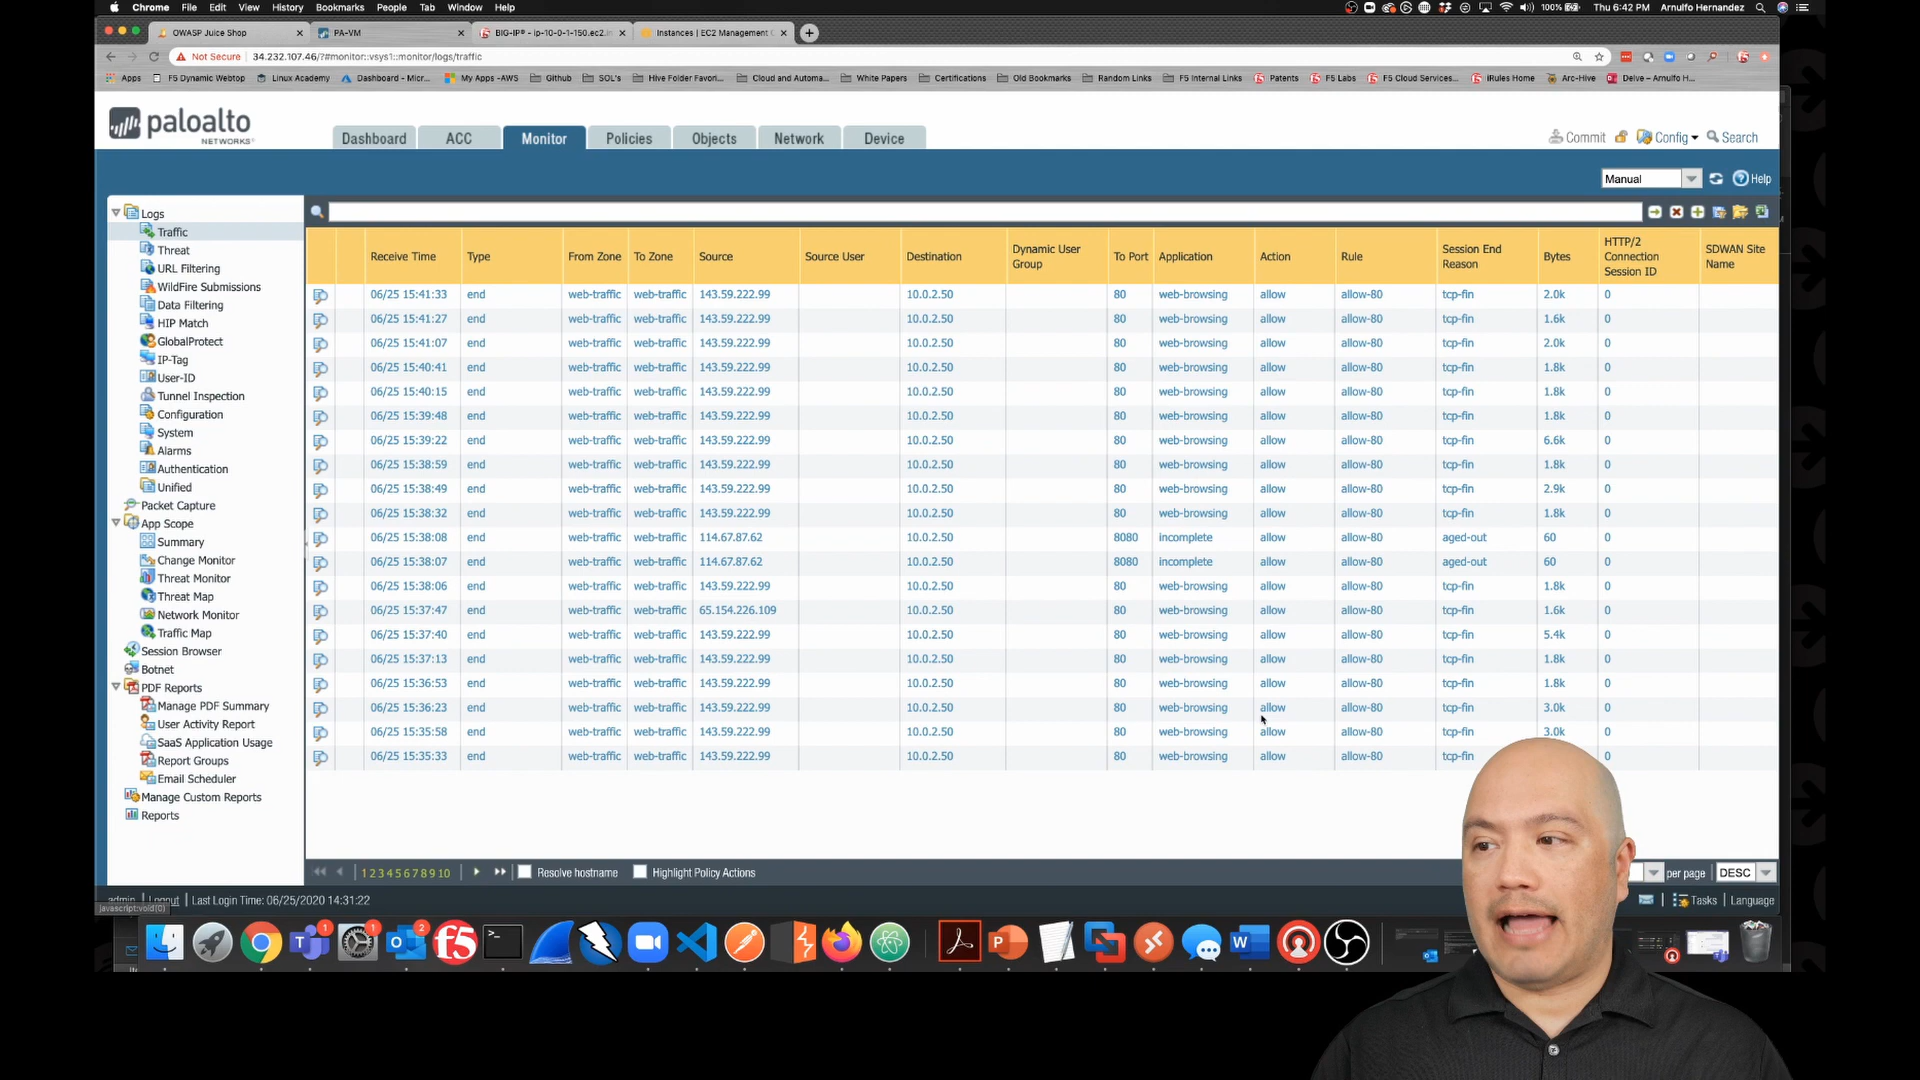 Chrome File Edit View History Bookmarks People Tab Window Help 100% Thu 6:42 PM Arnulfo Hernandez
OWASP Juice Shop × PA-VM × BIG-IP® - ip-10-0-1-150.ec2.in × Instances | EC2 Management C × +
Not Secure 34.232.107.46/?#monitor::vsys1::monitor/logs/traffic
Apps F5 Dynamic Webtop Linux Academy Dashboard - Micr... My Apps -AWS Github SOL's Hive Folder Favori... Cloud and Automa... White Papers Certifications Old Bookmarks Random Links F5 Internal Links Patents F5 Labs F5 Cloud Services... iRules Home Arc-Hive Delve – Arnulfo H...
paloalto
NETWORKS
Dashboard ACC Monitor Policies Objects Network Device
Commit Config Search
Manual Help
Logs
Traffic
Threat
URL Filtering
WildFire Submissions
Data Filtering
HIP Match
GlobalProtect
IP-Tag
User-ID
Tunnel Inspection
Configuration
System
Alarms
Authentication
Unified
Packet Capture
App Scope
Summary
Change Monitor
Threat Monitor
Threat Map
Network Monitor
Traffic Map
Session Browser
Botnet
PDF Reports
Manage PDF Summary
User Activity Report
SaaS Application Usage
Report Groups
Email Scheduler
Manage Custom Reports
Reports
Receive Time Type From Zone To Zone Source Source User Destination Dynamic User Group To Port Application Action Rule Session End Reason Bytes HTTP/2 Connection Session ID SDWAN Site Name
06/25 15:41:33 end web-traffic web-traffic 143.59.222.99 10.0.2.50 80 web-browsing allow allow-80 tcp-fin 2.0k 0
06/25 15:41:27 end web-traffic web-traffic 143.59.222.99 10.0.2.50 80 web-browsing allow allow-80 tcp-fin 1.6k 0
06/25 15:41:07 end web-traffic web-traffic 143.59.222.99 10.0.2.50 80 web-browsing allow allow-80 tcp-fin 2.0k 0
06/25 15:40:41 end web-traffic web-traffic 143.59.222.99 10.0.2.50 80 web-browsing allow allow-80 tcp-fin 1.8k 0
06/25 15:40:15 end web-traffic web-traffic 143.59.222.99 10.0.2.50 80 web-browsing allow allow-80 tcp-fin 1.8k 0
06/25 15:39:48 end web-traffic web-traffic 143.59.222.99 10.0.2.50 80 web-browsing allow allow-80 tcp-fin 1.8k 0
06/25 15:39:22 end web-traffic web-traffic 143.59.222.99 10.0.2.50 80 web-browsing allow allow-80 tcp-fin 6.6k 0
06/25 15:38:59 end web-traffic web-traffic 143.59.222.99 10.0.2.50 80 web-browsing allow allow-80 tcp-fin 1.8k 0
06/25 15:38:49 end web-traffic web-traffic 143.59.222.99 10.0.2.50 80 web-browsing allow allow-80 tcp-fin 2.9k 0
06/25 15:38:32 end web-traffic web-traffic 143.59.222.99 10.0.2.50 80 web-browsing allow allow-80 tcp-fin 1.8k 0
06/25 15:38:08 end web-traffic web-traffic 114.67.87.62 10.0.2.50 8080 incomplete allow allow-80 aged-out 60 0
06/25 15:38:07 end web-traffic web-traffic 114.67.87.62 10.0.2.50 8080 incomplete allow allow-80 aged-out 60 0
06/25 15:38:06 end web-traffic web-traffic 143.59.222.99 10.0.2.50 80 web-browsing allow allow-80 tcp-fin 1.8k 0
06/25 15:37:47 end web-traffic web-traffic 65.154.226.109 10.0.2.50 80 web-browsing allow allow-80 tcp-fin 1.6k 0
06/25 15:37:40 end web-traffic web-traffic 143.59.222.99 10.0.2.50 80 web-browsing allow allow-80 tcp-fin 5.4k 0
06/25 15:37:13 end web-traffic web-traffic 143.59.222.99 10.0.2.50 80 web-browsing allow allow-80 tcp-fin 1.8k 0
06/25 15:36:53 end web-traffic web-traffic 143.59.222.99 10.0.2.50 80 web-browsing allow allow-80 tcp-fin 1.8k 0
06/25 15:36:23 end web-traffic web-traffic 143.59.222.99 10.0.2.50 80 web-browsing allow allow-80 tcp-fin 3.0k 0
06/25 15:35:58 end web-traffic web-traffic 143.59.222.99 10.0.2.50 80 web-browsing allow allow-80 tcp-fin 3.0k 0
06/25 15:35:33 end web-traffic web-traffic 143.59.222.99 10.0.2.50 80 web-browsing allow allow-80 tcp-fin 0
1 2 3 4 5 6 7 8 9 10 Resolve hostname Highlight Policy Actions per page DESC
admin Logout Last Login Time: 06/25/2020 14:31:22 Tasks Language
javascript:void(0)
1 1 2 f5 W